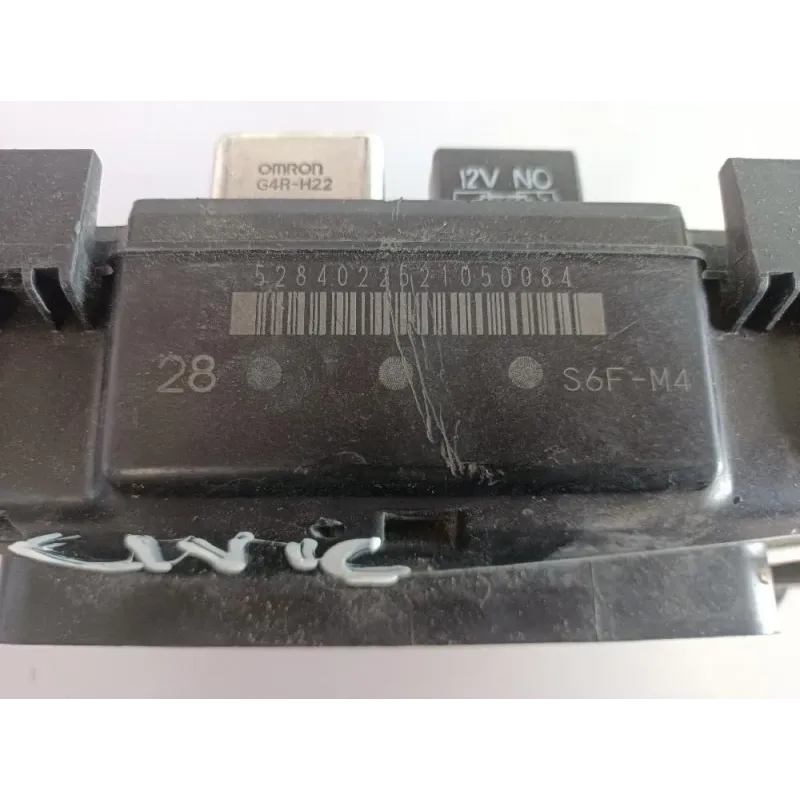 omron
G4R-H22
12V NO
5284022621050084
28
S6F-M4
CIVIC